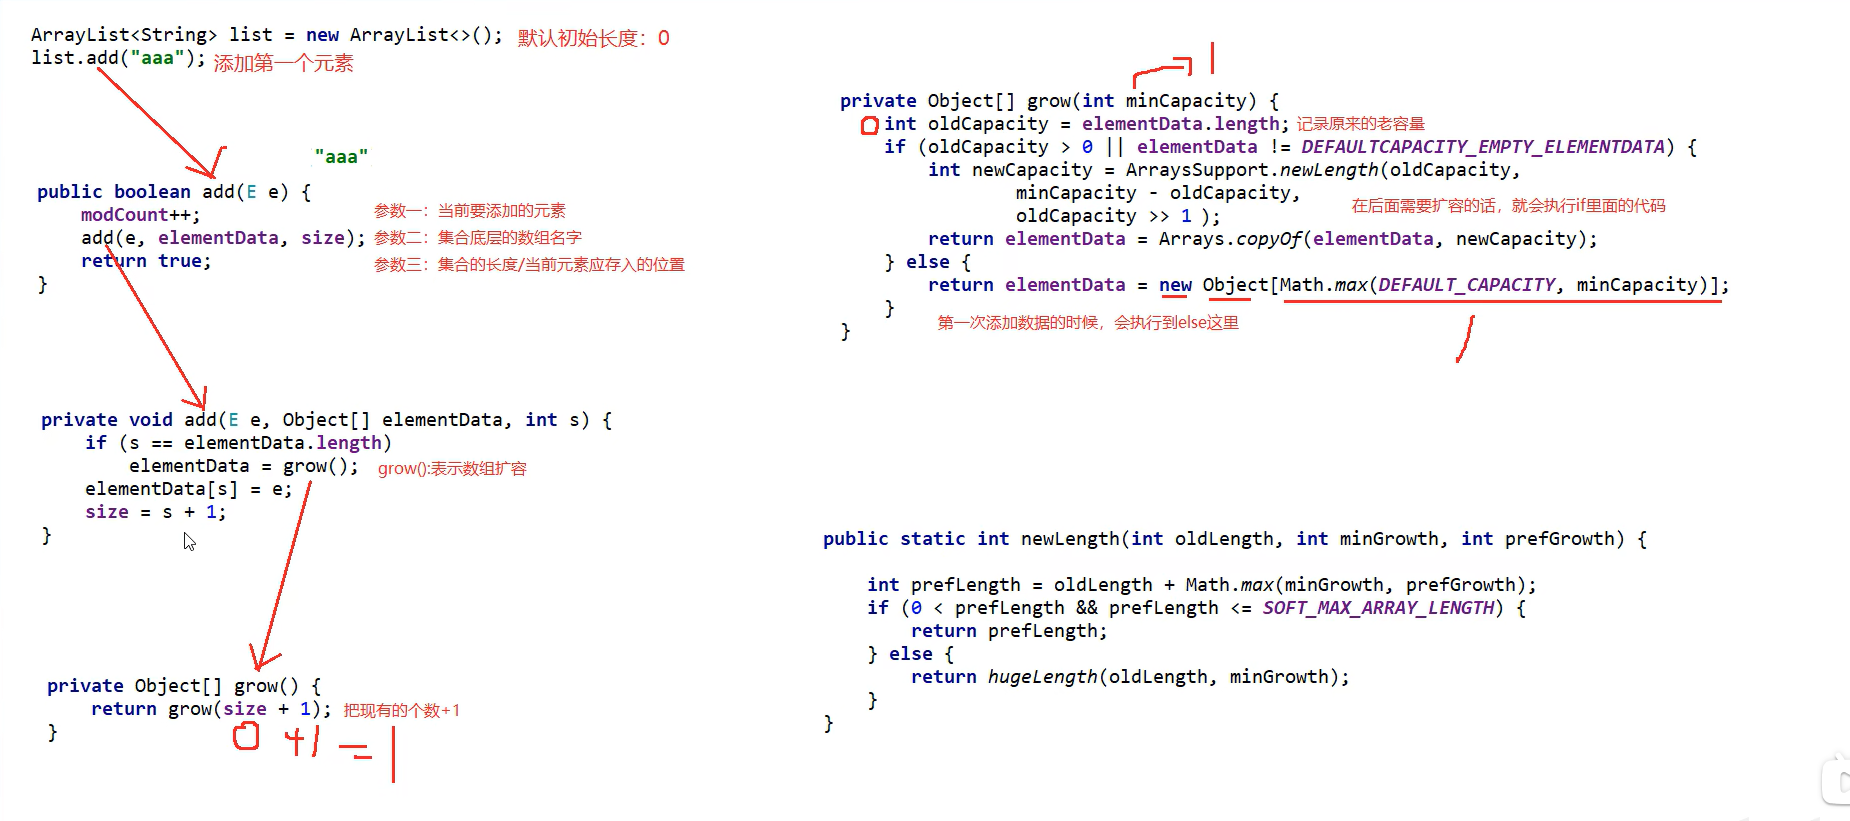 ArrayList<String> list = new ArrayList<>(); 默认初始长度：0
list.add("aaa"); 添加第一个元素
"aaa"
public boolean add(E e) {
modCount++;
add(e, elementData, size);
return true;
}
参数一：当前要添加的元素
参数二：集合底层的数组名字
参数三：集合的长度/当前元素应存入的位置
private void add(E e, Object[] elementData, int s) {
if (s == elementData.length)
elementData = grow(); grow():表示数组扩容
elementData[s] = e;
size = s + 1;
}
private Object[] grow() {
return grow(size + 1); 把现有的个数+1
}
0 +1 = 1
1
private Object[] grow(int minCapacity) {
0 int oldCapacity = elementData.length; 记录原来的老容量
if (oldCapacity > 0 || elementData != DEFAULTCAPACITY_EMPTY_ELEMENTDATA) {
int newCapacity = ArraysSupport.newLength(oldCapacity,
minCapacity - oldCapacity,
oldCapacity >> 1 );
在后面需要扩容的话，就会执行if里面的代码
return elementData = Arrays.copyOf(elementData, newCapacity);
} else {
return elementData = new Object[Math.max(DEFAULT_CAPACITY, minCapacity)];
}
第一次添加数据的时候，会执行到else这里
}
public static int newLength(int oldLength, int minGrowth, int prefGrowth) {
int prefLength = oldLength + Math.max(minGrowth, prefGrowth);
if (0 < prefLength && prefLength <= SOFT_MAX_ARRAY_LENGTH) {
return prefLength;
} else {
return hugeLength(oldLength, minGrowth);
}
}